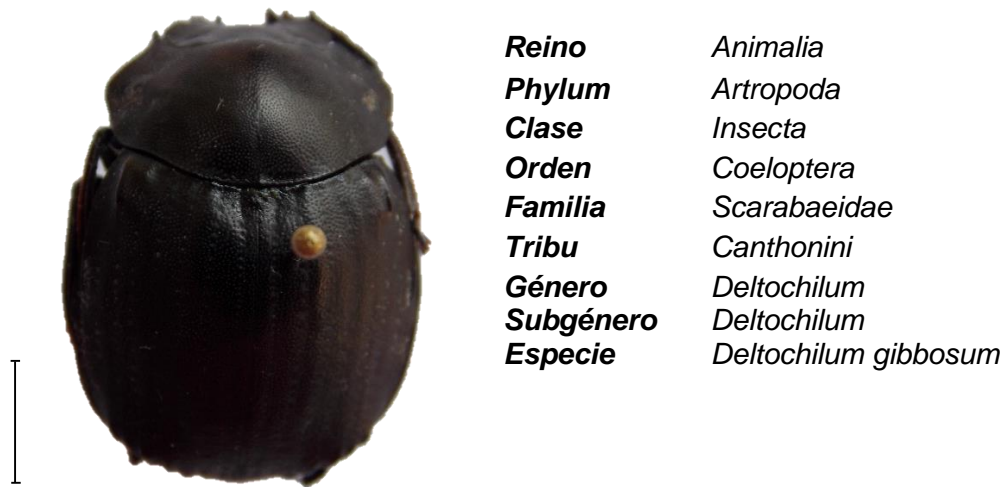 Reino Animalia
Phylum Artropoda
Clase Insecta
Orden Coeloptera
Familia Scarabaeidae
Tribu Canthonini
Género Deltochilum
Subgénero Deltochilum
Especie Deltochilum gibbosum